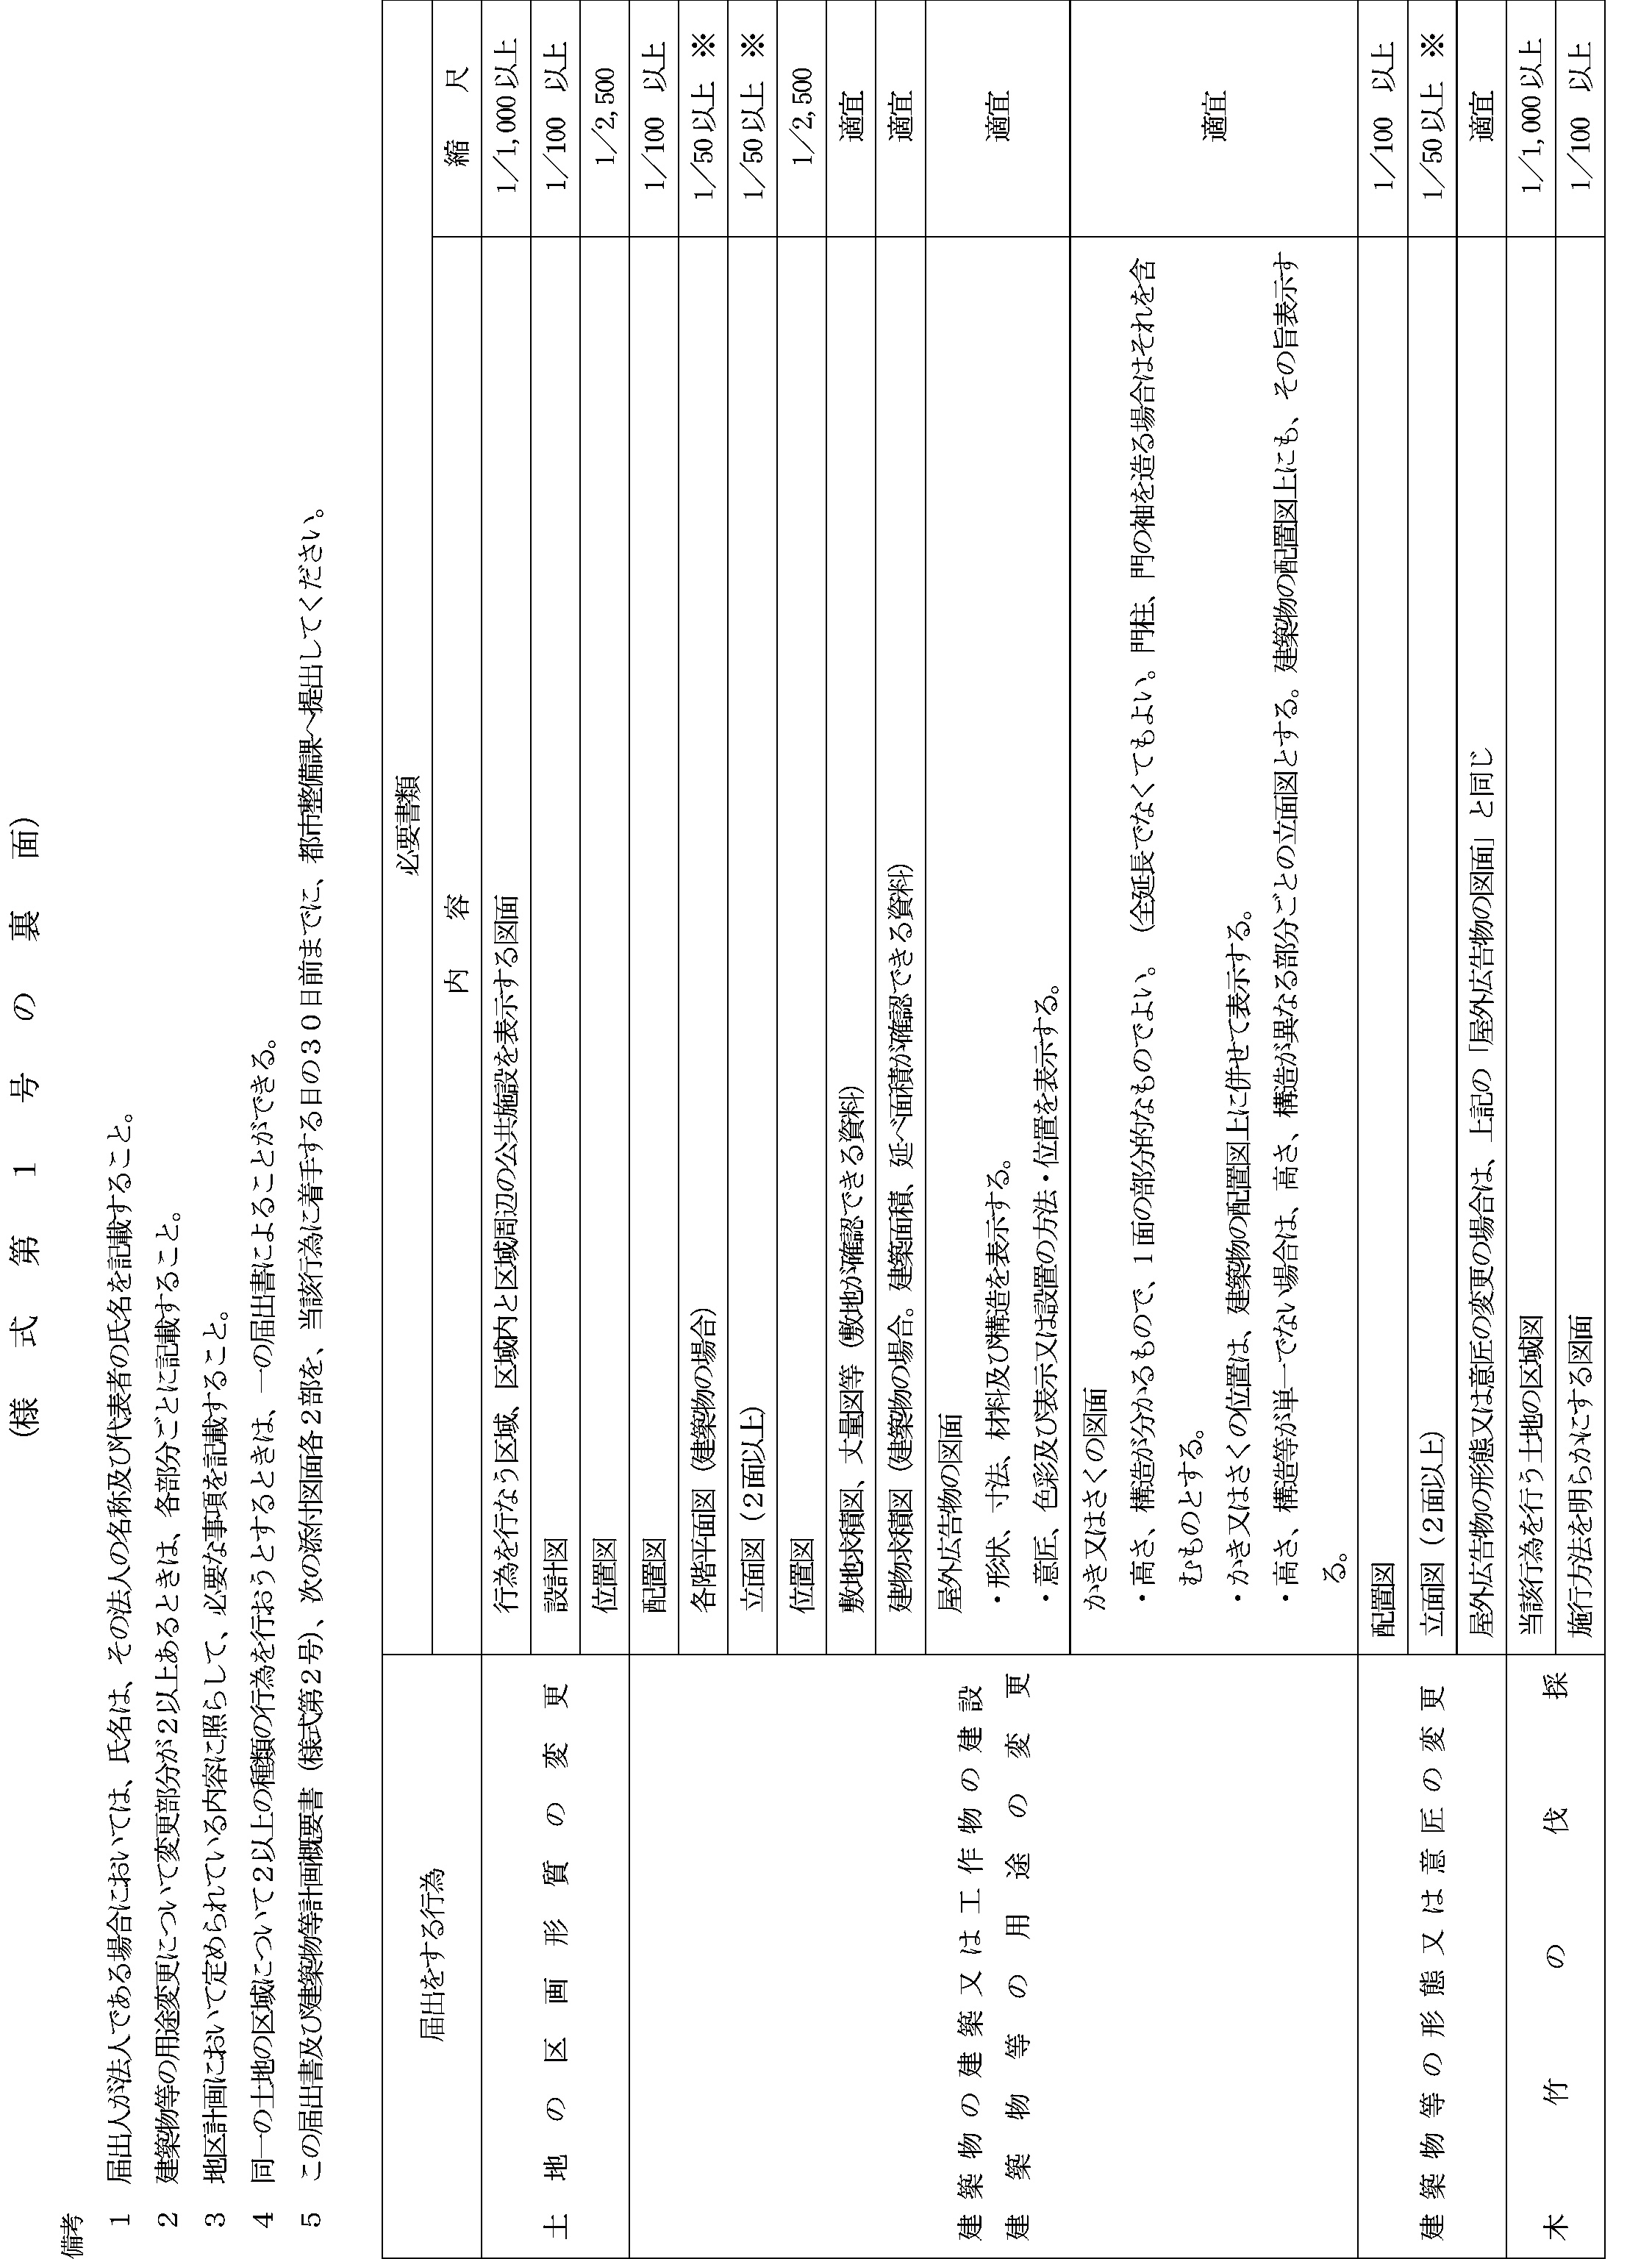 （様　式　第　１　号　の　裏　面）
備考
１　届出人が法人である場合においては、氏名は、その法人の名称及び代表者の氏名を記載すること。
２　建築物等の用途変更について変更部分が２以上あるときは、各部分ごとに記載すること。
３　地区計画において定められている内容に照らして、必要な事項を記載すること。
４　同一の土地の区域について２以上の種類の行為を行おうとするときは、一の届出書によることができる。
５　この届出書及び建築物等計画概要書（様式第２号）、次の添付図面各２部を、当該行為に着手する日の３０日前までに、都市整備課へ提出してください。
届出をする行為
必要書類
内　　容
縮　　尺
土地の区画形質の変更
行為を行なう区域、区域内と区域周辺の公共施設を表示する図面
1／1,000 以上
設計図
1／100　以上
位置図
1／2,500
建築物の建築又は工作物の建設
建築物等の用途の変更
配置図
1／100　以上
各階平面図（建築物の場合）
1／50 以上　※
立面図（２面以上）
1／50 以上　※
位置図
1／2,500
敷地求積図、丈量図等（敷地が確認できる資料）
適宜
建物求積図（建築物の場合。建築面積、延べ面積が確認できる資料）
適宜
屋外広告物の図面
・形状、寸法、材料及び構造を表示する。
・意匠、色彩及び表示又は設置の方法・位置を表示する。
適宜
かき又はさくの図面
・高さ、構造が分かるもので、１面の部分的なものでよい。（全延長でなくてもよい。門柱、門の袖を造る場合はそれを含
むものとする。
・かき又はさくの位置は、建築物の配置図上に併せて表示する。
・高さ、構造等が単一でない場合は、高さ、構造が異なる部分ごとの立面図とする。建築物の配置図上にも、その旨表示す
る。
適宜
建築物等の形態又は意匠の変更
配置図
1／100　以上
立面図（２面以上）
1／50 以上　※
屋外広告物の形態又は意匠の変更の場合は、上記の「屋外広告物の図面」と同じ
適宜
木竹の伐採
当該行為を行う土地の区域図
1／1,000 以上
施行方法を明らかにする図面
1／100　以上